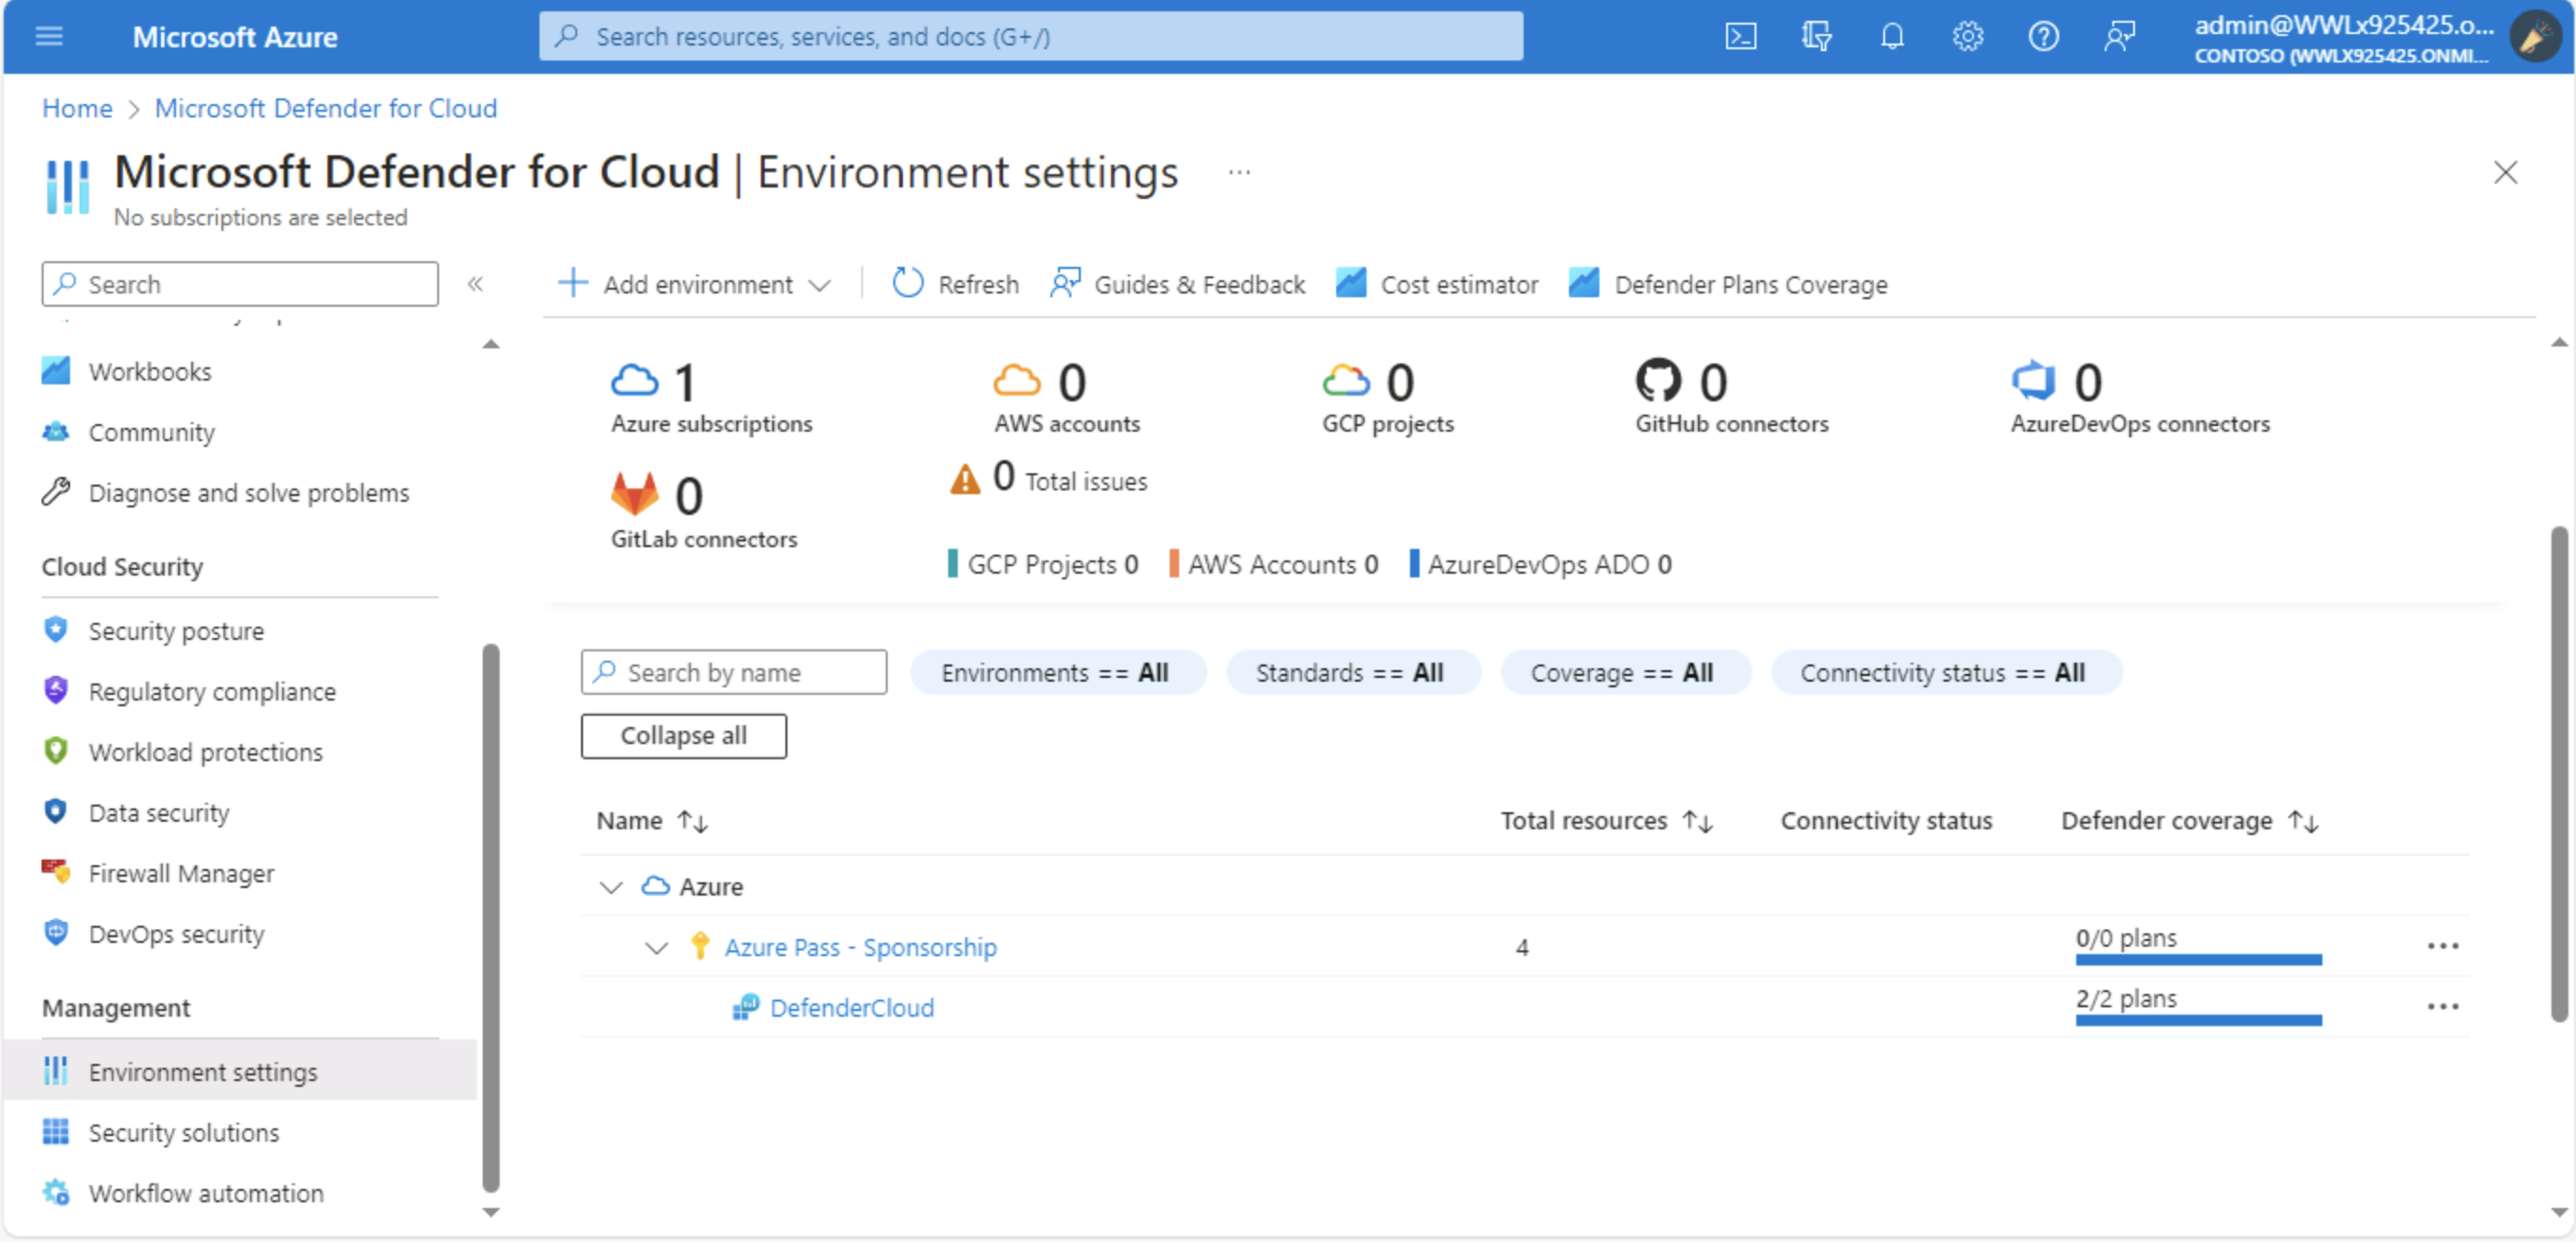 Microsoft Azure
Search resources, services, and docs (G+/)
admin@WWLx925425.o...
CONTOSO (WWLX925425.ONMI...
Home > Microsoft Defender for Cloud
Microsoft Defender for Cloud | Environment settings ...
No subscriptions are selected
Search
Workbooks
Community
Diagnose and solve problems
Cloud Security
Security posture
Regulatory compliance
Workload protections
Data security
Firewall Manager
DevOps security
Management
Environment settings
Security solutions
Workflow automation
Add environment
Refresh
Guides & Feedback
Cost estimator
Defender Plans Coverage
1
Azure subscriptions
0
AWS accounts
0
GCP projects
0
GitHub connectors
0
AzureDevOps connectors
0
GitLab connectors
0 Total issues
GCP Projects 0
AWS Accounts 0
AzureDevOps ADO 0
Search by name
Environments == All
Standards == All
Coverage == All
Connectivity status == All
Collapse all
Name
Total resources
Connectivity status
Defender coverage
Azure
Azure Pass - Sponsorship
4
0/0 plans
DefenderCloud
2/2 plans